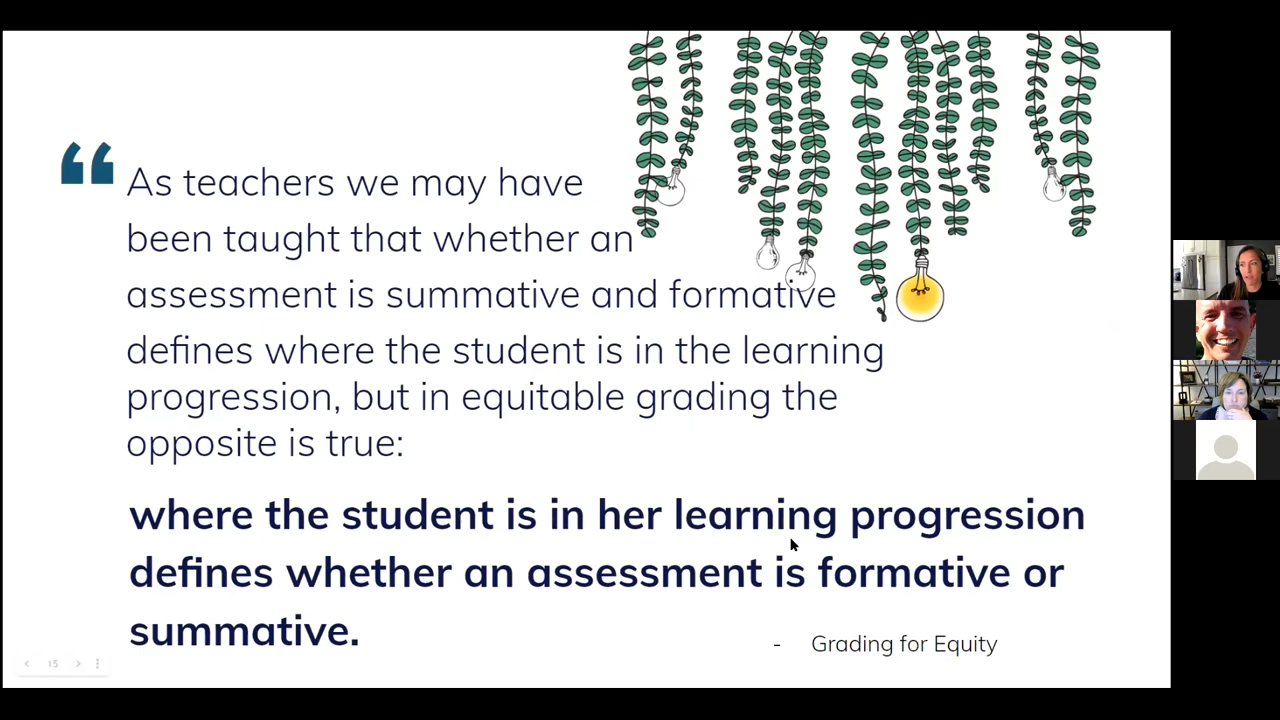 “ As teachers we may have
been taught that whether an
assessment is summative and formative
defines where the student is in the learning
progression, but in equitable grading the
opposite is true:
where the student is in her learning progression
defines whether an assessment is formative or
summative.
- Grading for Equity
15